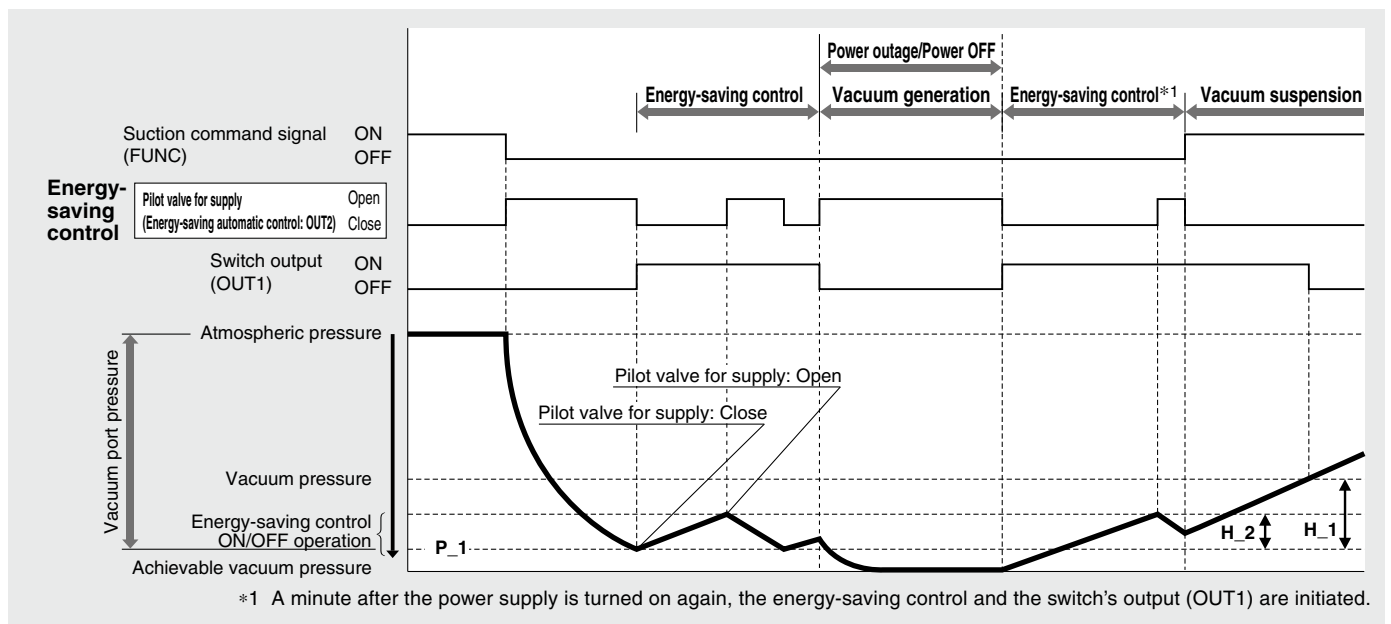 Power outage/Power OFF
Energy-saving control
Vacuum generation
Energy-saving control*1
Vacuum suspension
Suction command signal
(FUNC)
ON
OFF
Energy-
saving
control
Pilot valve for supply
(Energy-saving automatic control: OUT2)
Open
Close
Switch output
(OUT1)
ON
OFF
Vacuum port pressure
Atmospheric pressure
Pilot valve for supply: Open
Pilot valve for supply: Close
Vacuum pressure
Energy-saving control
ON/OFF operation
P_1
H_2
H_1
Achievable vacuum pressure
*1 A minute after the power supply is turned on again, the energy-saving control and the switch's output (OUT1) are initiated.